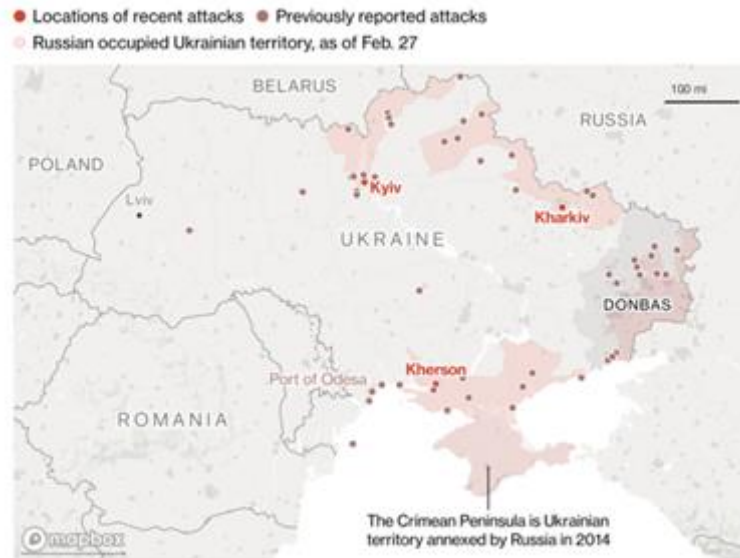 Locations of recent attacks Previously reported attacks
Russian occupied Ukrainian territory, as of Feb. 27
BELARUS
100 mi
RUSSIA
POLAND
Lviv
Kyiv
Kharkiv
UKRAINE
DONBAS
Kherson
Port of Odesa
ROMANIA
The Crimean Peninsula is Ukrainian
territory annexed by Russia in 2014
mapbox